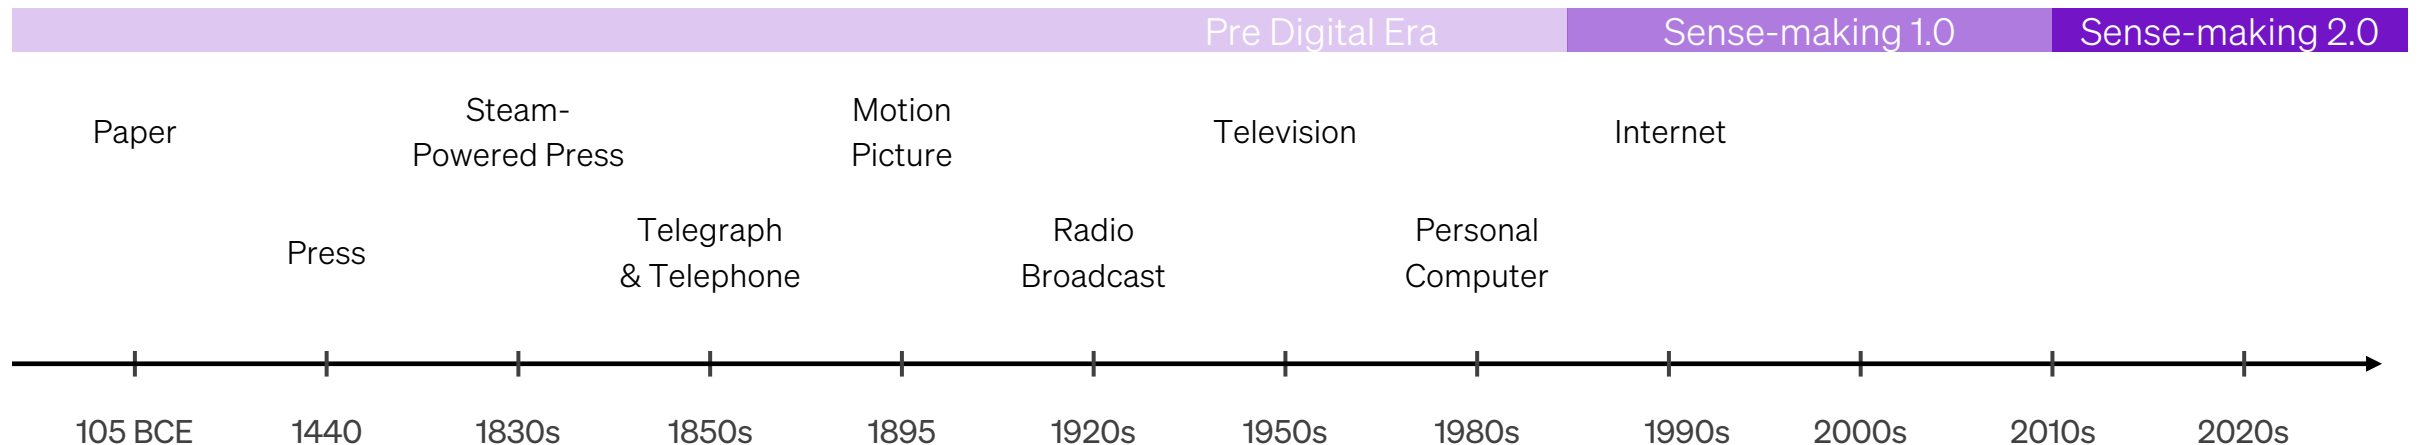 Pre Digital Era
Sense-making 1.0
Sense-making 2.0
Paper
Steam-
Powered Press
Motion
Picture
Television
Internet
Press
Telegraph
& Telephone
Radio
Broadcast
Personal
Computer
105 BCE
1440
1830s
1850s
1895
1920s
1950s
1980s
1990s
2000s
2010s
2020s